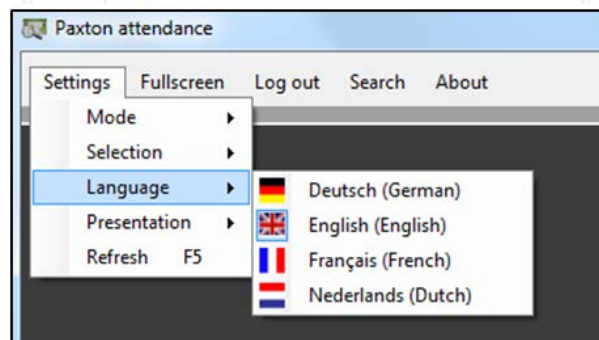 Paxton attendance
Settings Fullscreen Log out Search About
Mode
Selection
Language
Deutsch (German)
English (English)
Français (French)
Nederlands (Dutch)
Presentation
Refresh F5